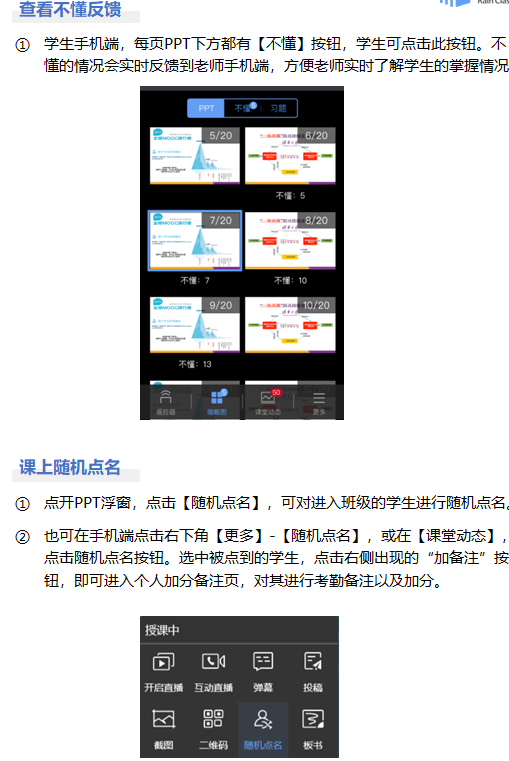 查看不懂反馈
Rain Clas
① 学生手机端，每页PPT下方都有【不懂】按钮，学生可点击此按钮。不
懂的情况会实时反馈到老师手机端，方便老师实时了解学生的掌握情况
PPT 不懂 习题
5/20 6/20
不懂：5
7/20 8/20
不懂：7 不懂：10
9/20 10/20
不懂：13
50
遥控器 缩略图 课堂动态 更多
课上随机点名
① 点开PPT浮窗，点击【随机点名】，可对进入班级的学生进行随机点名。
② 也可在手机端点击右下角【更多】-【随机点名】，或在【课堂动态】，
点击随机点名按钮。选中被点到的学生，点击右侧出现的“加备注”按
钮，即可进入个人加分备注页，对其进行考勤备注以及加分。
授课中
开启直播 互动直播 弹幕 投稿
截图 二维码 随机点名 板书